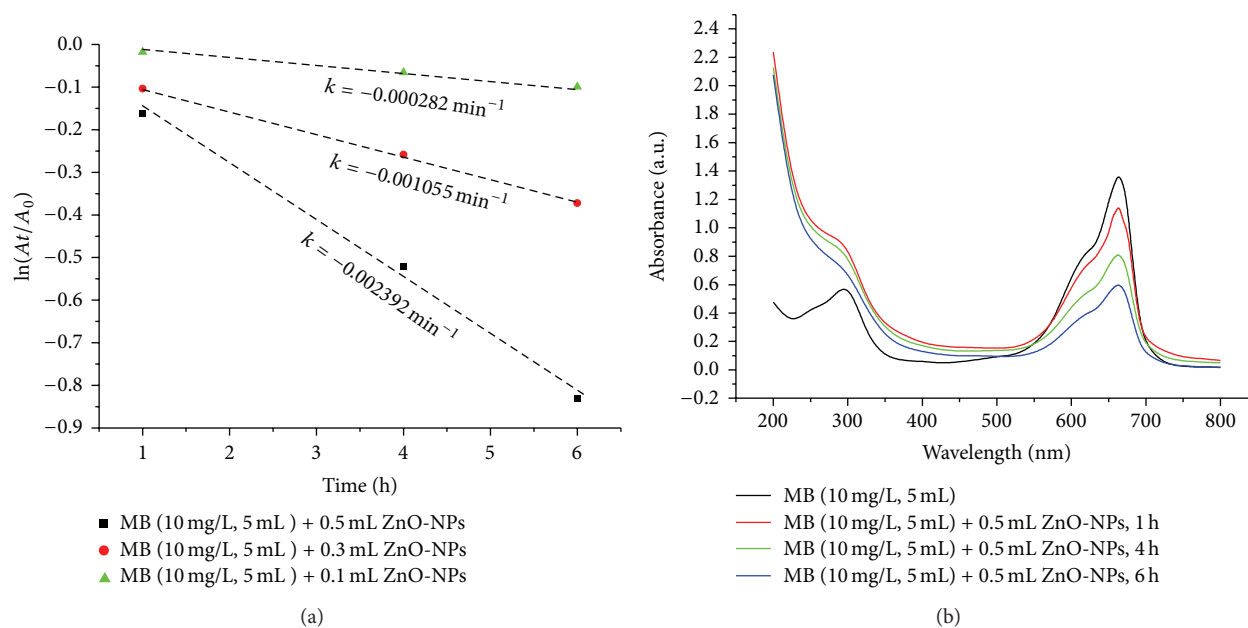 0.0
−0.1
−0.2
−0.3
−0.4
−0.5
−0.6
−0.7
−0.8
−0.9
ln(At/A0)
k = −0.000282 min−1
k = −0.001055 min−1
k = −0.002392 min−1
1 2 3 4 5 6
Time (h)
MB (10 mg/L, 5 mL ) + 0.5 mL ZnO-NPs
MB (10 mg/L, 5 mL ) + 0.3 mL ZnO-NPs
MB (10 mg/L, 5 mL ) + 0.1 mL ZnO-NPs
(a)
2.4
2.2
2.0
1.8
1.6
1.4
1.2
1.0
0.8
0.6
0.4
0.2
0.0
−0.2
Absorbance (a.u.)
200 300 400 500 600 700 800
Wavelength (nm)
MB (10 mg/L, 5 mL)
MB (10 mg/L, 5 mL) + 0.5 mL ZnO-NPs, 1 h
MB (10 mg/L, 5 mL) + 0.5 mL ZnO-NPs, 4 h
MB (10 mg/L, 5 mL) + 0.5 mL ZnO-NPs, 6 h
(b)